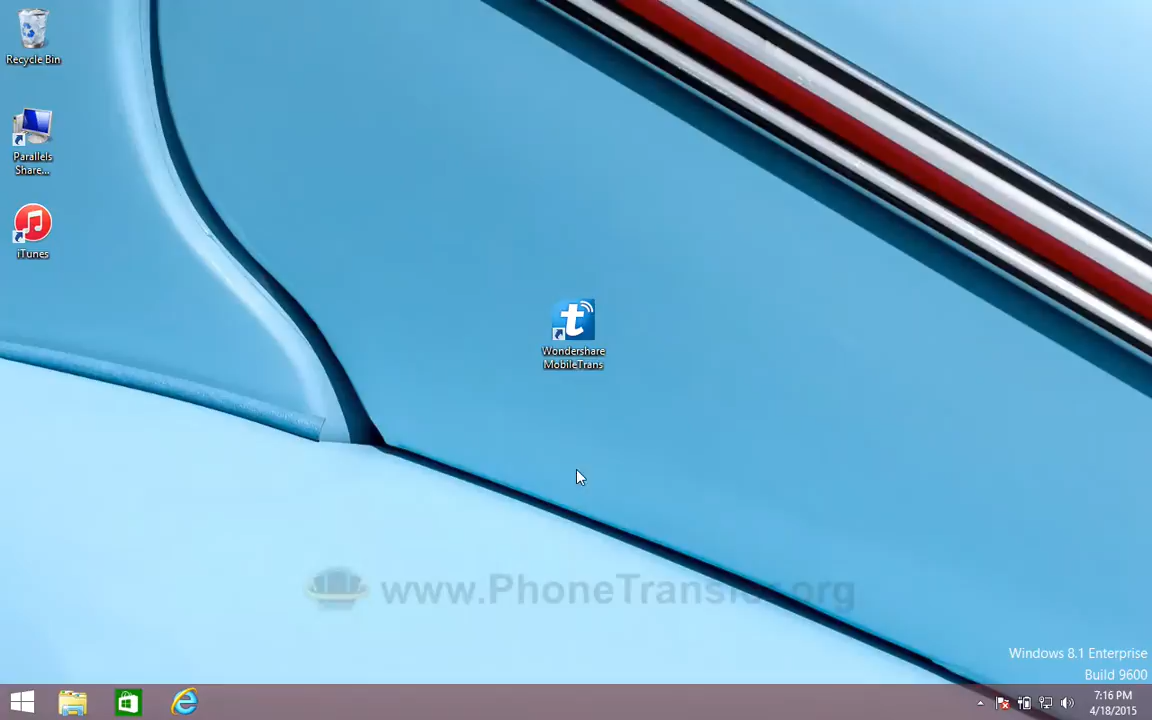 Recycle Bin
Parallels
Share...
iTunes
Wondershare
MobileTrans
www.PhoneTransfer.org
Windows 8.1 Enterprise
Build 9600
7:16 PM
4/18/2015